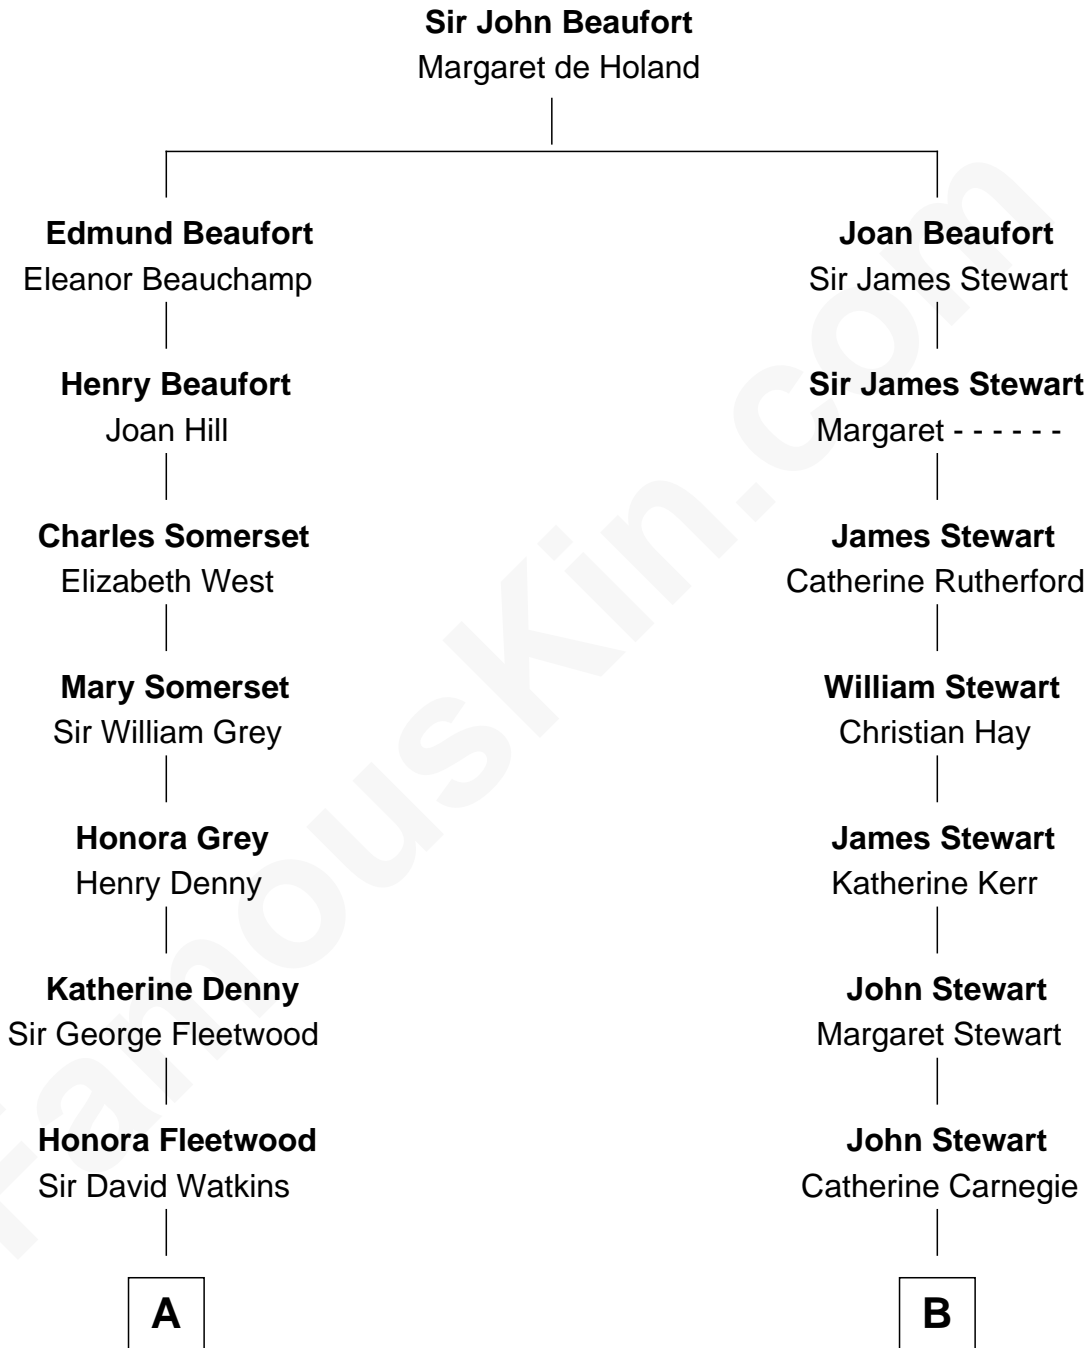 Sir John Beaufort
Margaret de Holand
Edmund Beaufort
Eleanor Beauchamp
Joan Beaufort
Sir James Stewart
Henry Beaufort
Joan Hill
Sir James Stewart
Margaret - - - - - -
Charles Somerset
Elizabeth West
James Stewart
Catherine Rutherford
Mary Somerset
Sir William Grey
William Stewart
Christian Hay
Honora Grey
Henry Denny
James Stewart
Katherine Kerr
Katherine Denny
Sir George Fleetwood
John Stewart
Margaret Stewart
Honora Fleetwood
Sir David Watkins
John Stewart
Catherine Carnegie
A
B
FamousKin.com